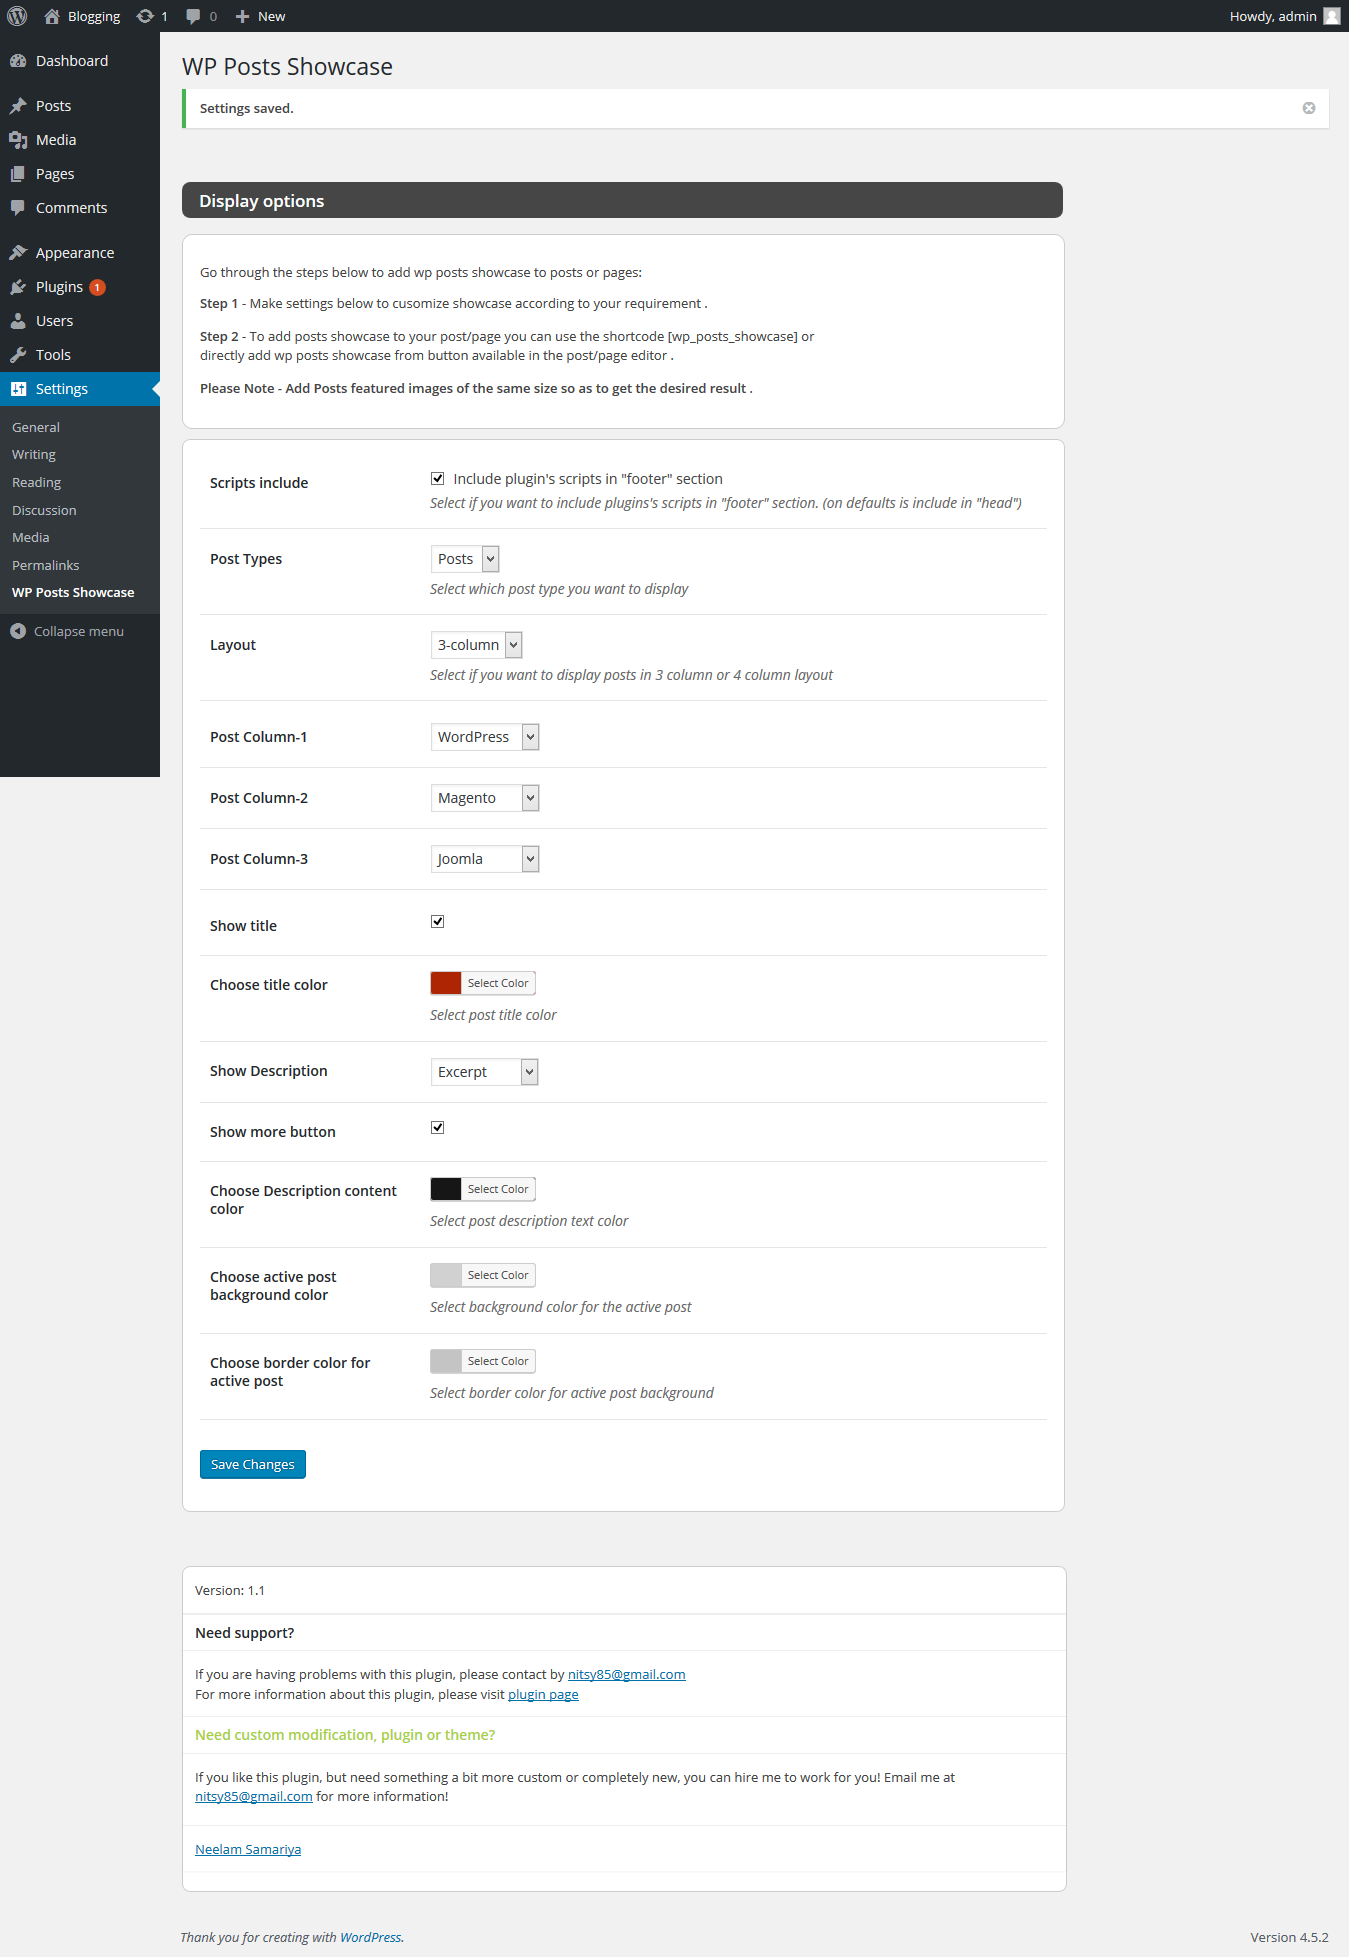 Blogging 1 0 New Howdy, admin
Dashboard
Posts
Media
Pages
Comments
Appearance
Plugins 1
Users
Tools
Settings
General
Writing
Reading
Discussion
Media
Permalinks
WP Posts Showcase
Collapse menu
WP Posts Showcase
Settings saved.
Display options
Go through the steps below to add wp posts showcase to posts or pages:
Step 1 - Make settings below to cusomize showcase according to your requirement .
Step 2 - To add posts showcase to your post/page you can use the shortcode [wp_posts_showcase] or
directly add wp posts showcase from button available in the post/page editor .
Please Note - Add Posts featured images of the same size so as to get the desired result .
Scripts include
Include plugin's scripts in "footer" section
Select if you want to include plugins's scripts in "footer" section. (on defaults is include in "head")
Post Types
Posts
Select which post type you want to display
Layout
3-column
Select if you want to display posts in 3 column or 4 column layout
Post Column-1
WordPress
Post Column-2
Magento
Post Column-3
Joomla
Show title
Choose title color
Select Color
Select post title color
Show Description
Excerpt
Show more button
Choose Description content
color
Select Color
Select post description text color
Choose active post
background color
Select Color
Select background color for the active post
Choose border color for
active post
Select Color
Select border color for active post background
Save Changes
Version: 1.1
Need support?
If you are having problems with this plugin, please contact by nitsy85@gmail.com
For more information about this plugin, please visit plugin page
Need custom modification, plugin or theme?
If you like this plugin, but need something a bit more custom or completely new, you can hire me to work for you! Email me at
nitsy85@gmail.com for more information!
Neelam Samariya
Thank you for creating with WordPress.
Version 4.5.2